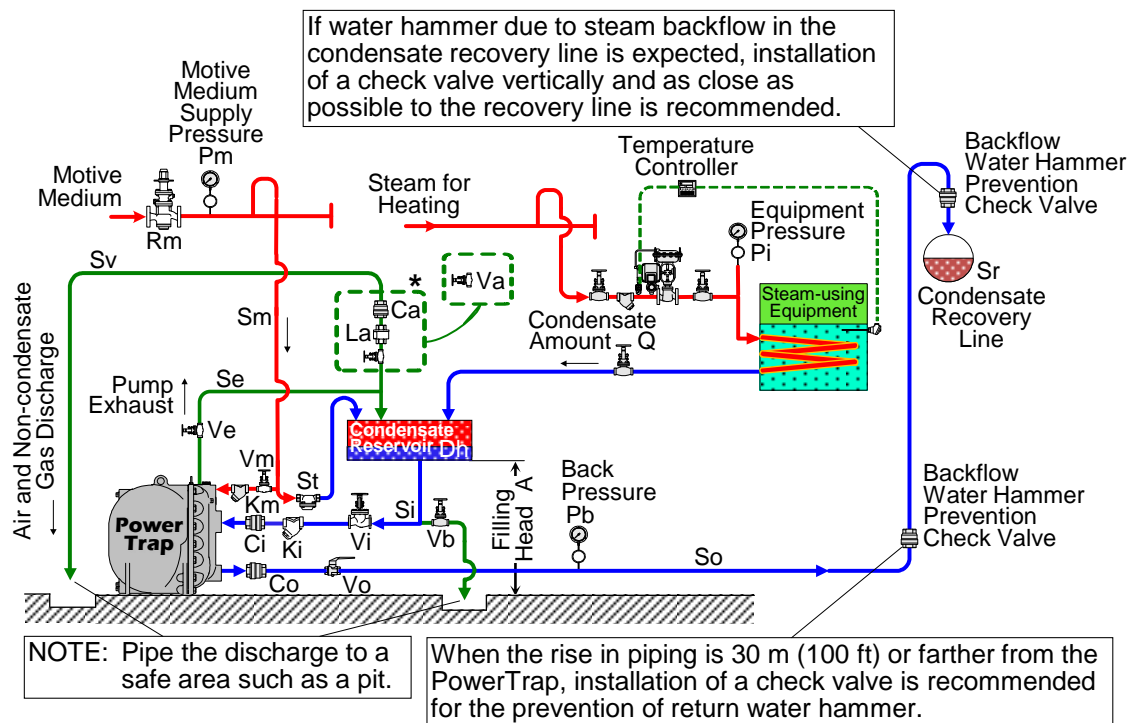 If water hammer due to steam backflow in the
condensate recovery line is expected, installation
of a check valve vertically and as close as
possible to the recovery line is recommended.
Motive
Medium
Supply
Pressure
Pm
Motive
Medium
Rm
Steam for
Heating
Temperature
Controller
Equipment
Pressure
Pi
Backflow
Water Hammer
Prevention
Check Valve
Sr
Condensate
Recovery
Line
Sv
*
Va
Ca
La
Sm
Condensate
Amount Q
Steam-using
Equipment
Air and Non-condensate
Gas Discharge
Pump
Exhaust
Se
Ve
Condensate
Reservoir Dh
Vm
Km
St
Si
Filling
Head A
Back
Pressure
Pb
So
Backflow
Water Hammer
Prevention
Check Valve
Power
Trap
Ci
Ki
Vi
Vb
Co
Vo
NOTE: Pipe the discharge to a
safe area such as a pit.
When the rise in piping is 30 m (100 ft) or farther from the
PowerTrap, installation of a check valve is recommended
for the prevention of return water hammer.